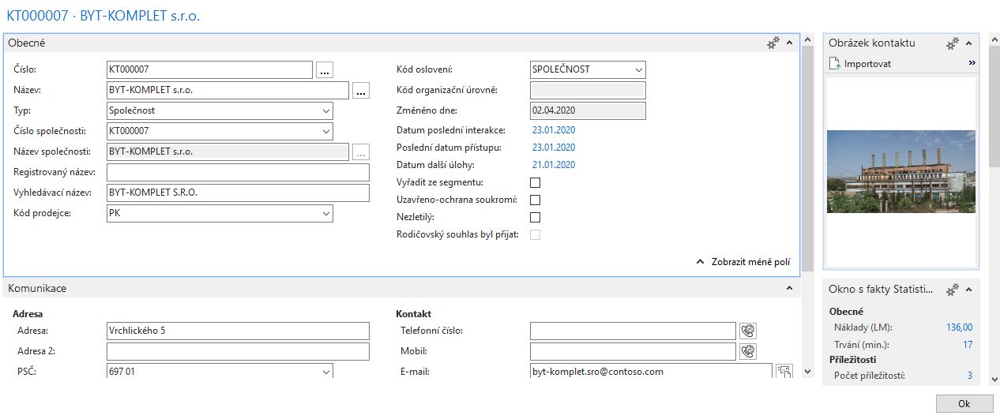 KT000007 · BYT-KOMPLET s.r.o.
Obecné
Číslo: KT000007 ...
Název: BYT-KOMPLET s.r.o. ...
Typ: Společnost
Číslo společnosti: KT000007
Název společnosti: BYT-KOMPLET s.r.o. ...
Registrovaný název:
Vyhledávací název: BYT-KOMPLET S.R.O.
Kód prodejce: PK
Kód oslovení: SPOLEČNOST
Kód organizační úrovně:
Změněno dne: 02.04.2020
Datum poslední interakce: 23.01.2020
Poslední datum přístupu: 23.01.2020
Datum další úlohy: 21.01.2020
Vyřadit ze segmentu:
Uzavřeno-ochrana soukromí:
Nezletilý:
Rodičovský souhlas byl přijat:
Zobrazit méně polí
Komunikace
Adresa
Adresa: Vrchlického 5
Adresa 2:
PSČ: 697 01
Kontakt
Telefonní číslo:
Mobil:
E-mail: byt-komplet.sro@contoso.com
Obrázek kontaktu
Importovat »
Okno s fakty Statisti...
Obecné
Náklady (LM): 136,00
Trvání (min.): 17
Příležitosti
Počet příležitostí: 3
Ok